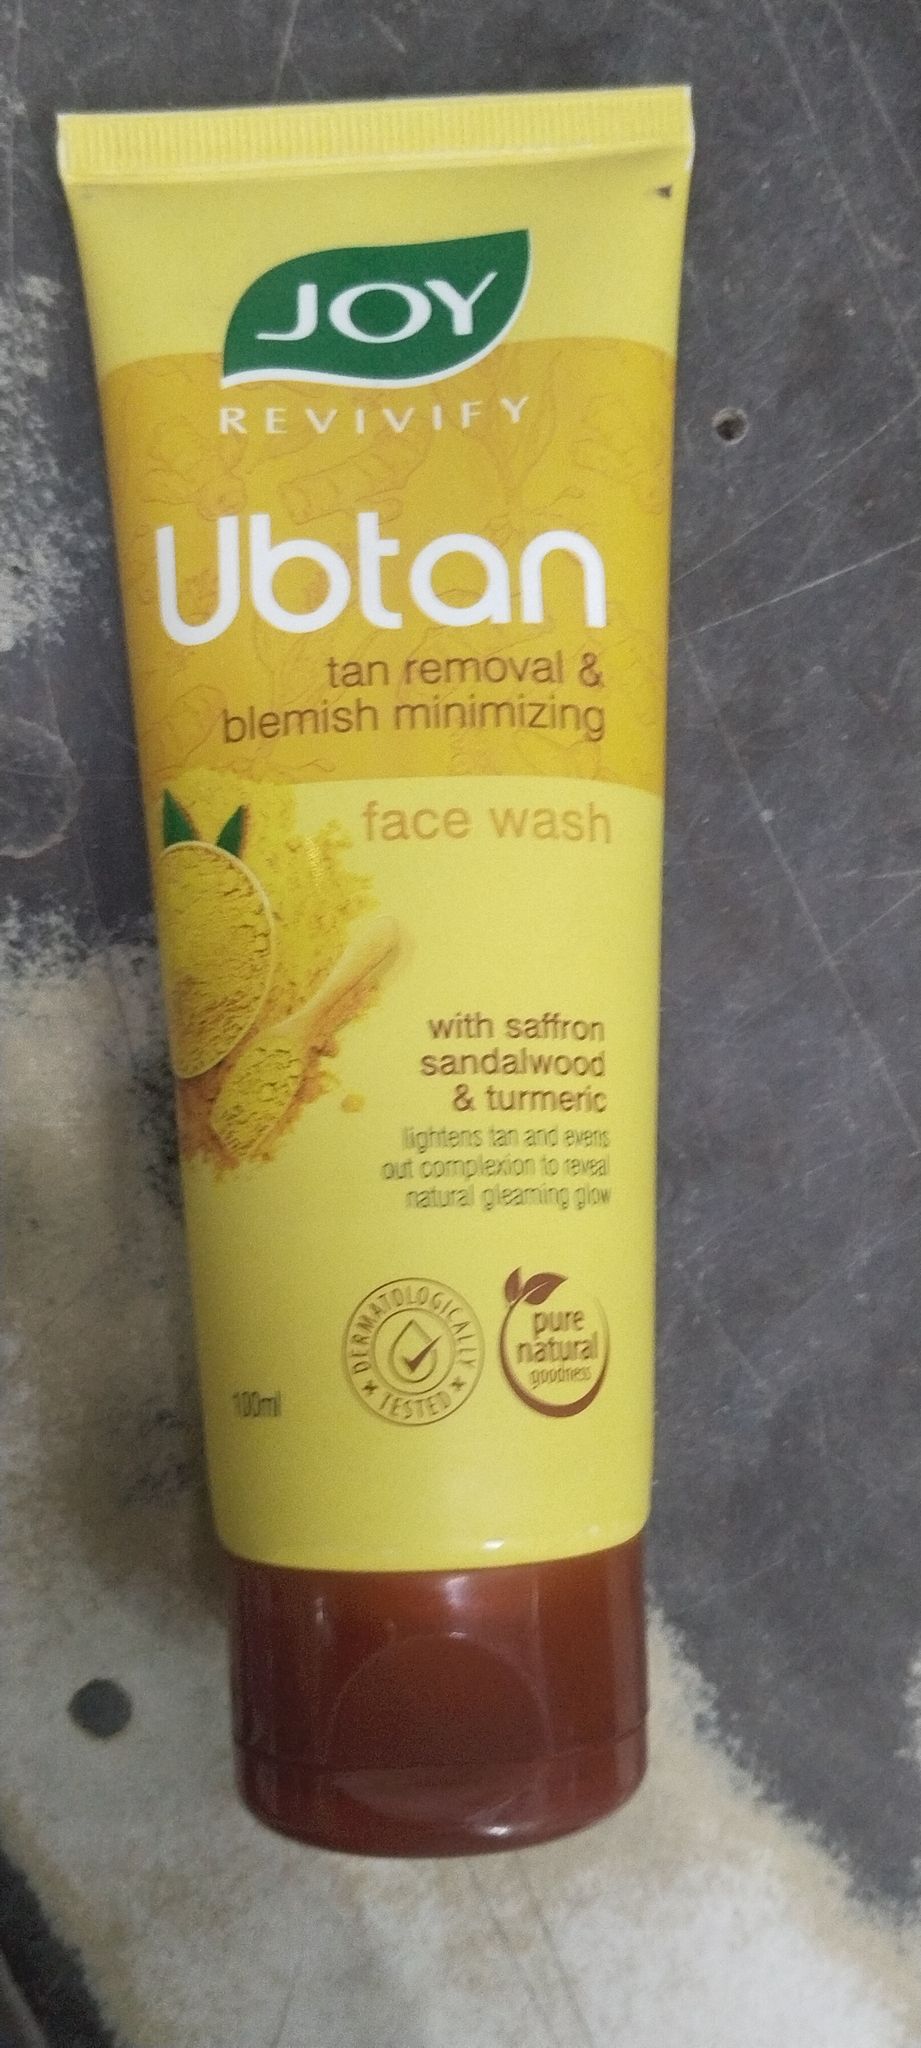 JOY
REVIVIFY
Ubtan
tan removal &
blemish minimizing
face wash
with saffron
sandalwood
& turmeric
lightens tan and evens
out complexion to reveal
natural gleaming glow
DERMATOLOGICALLY
TESTED
pure
natural
goodness
100ml